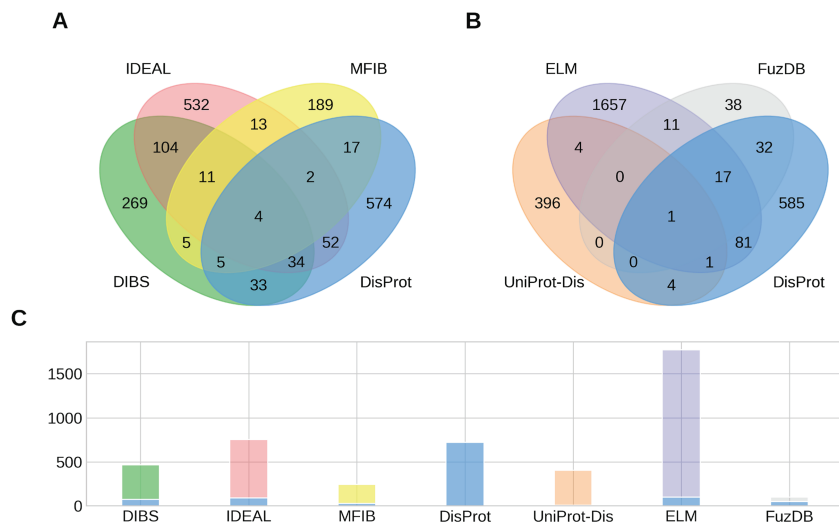 A
B
IDEAL
MFIB
ELM
FuzDB
532
189
1657
38
13
11
104
17
4
32
11
2
0
17
269
4
574
396
1
585
5
5
34
52
0
0
1
81
DIBS
33
DisProt
UniProt-Dis
4
DisProt
C
1500
1000
500
0
DIBS
IDEAL
MFIB
DisProt
UniProt-Dis
ELM
FuzDB